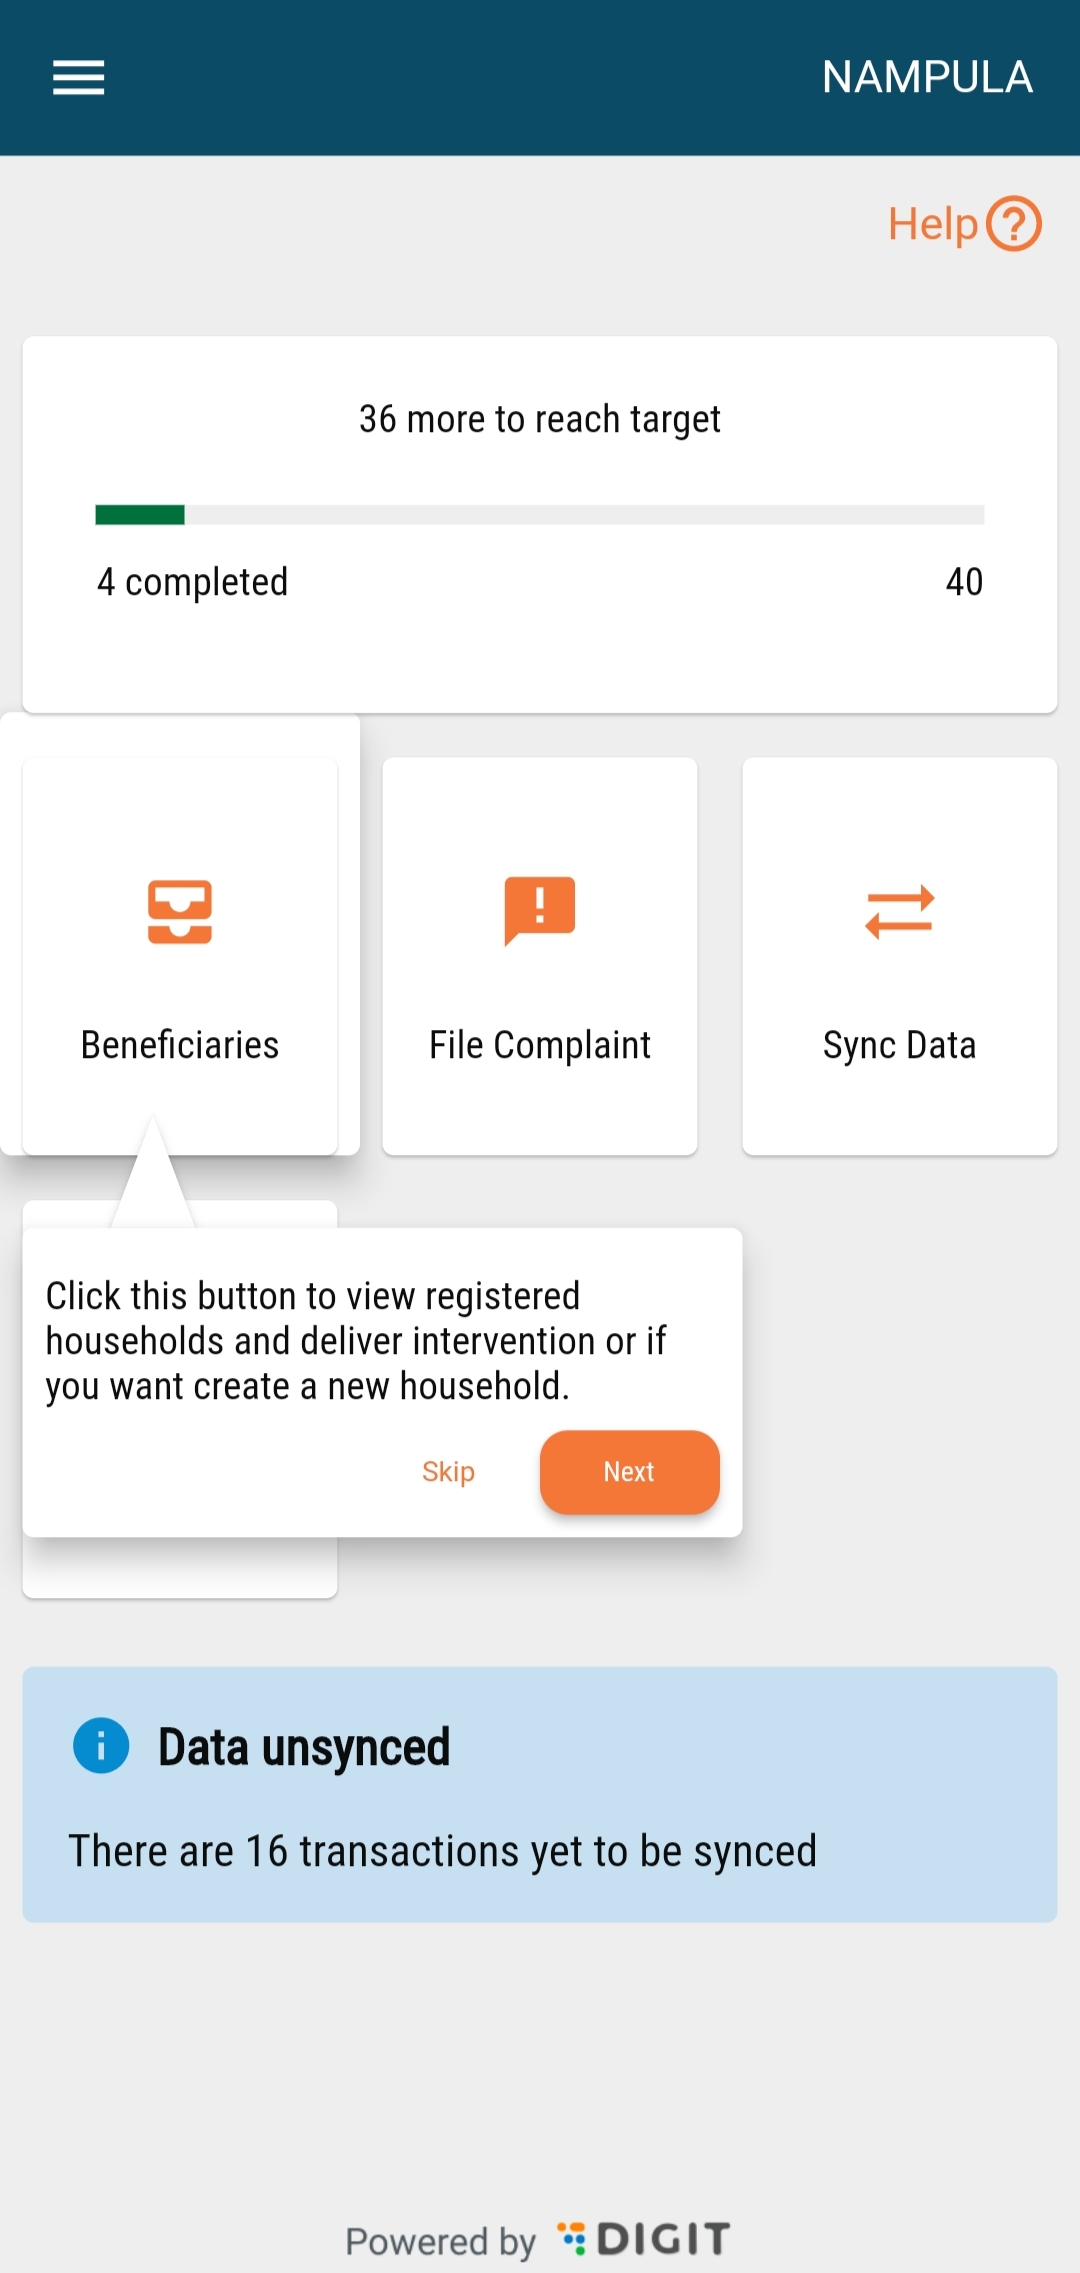 NAMPULA
Help
36 more to reach target
4 completed
40
Beneficiaries
File Complaint
Sync Data
Click this button to view registered
households and deliver intervention or if
you want create a new household.
Skip
Next
Data unsynced
There are 16 transactions yet to be synced
Powered by DIGIT